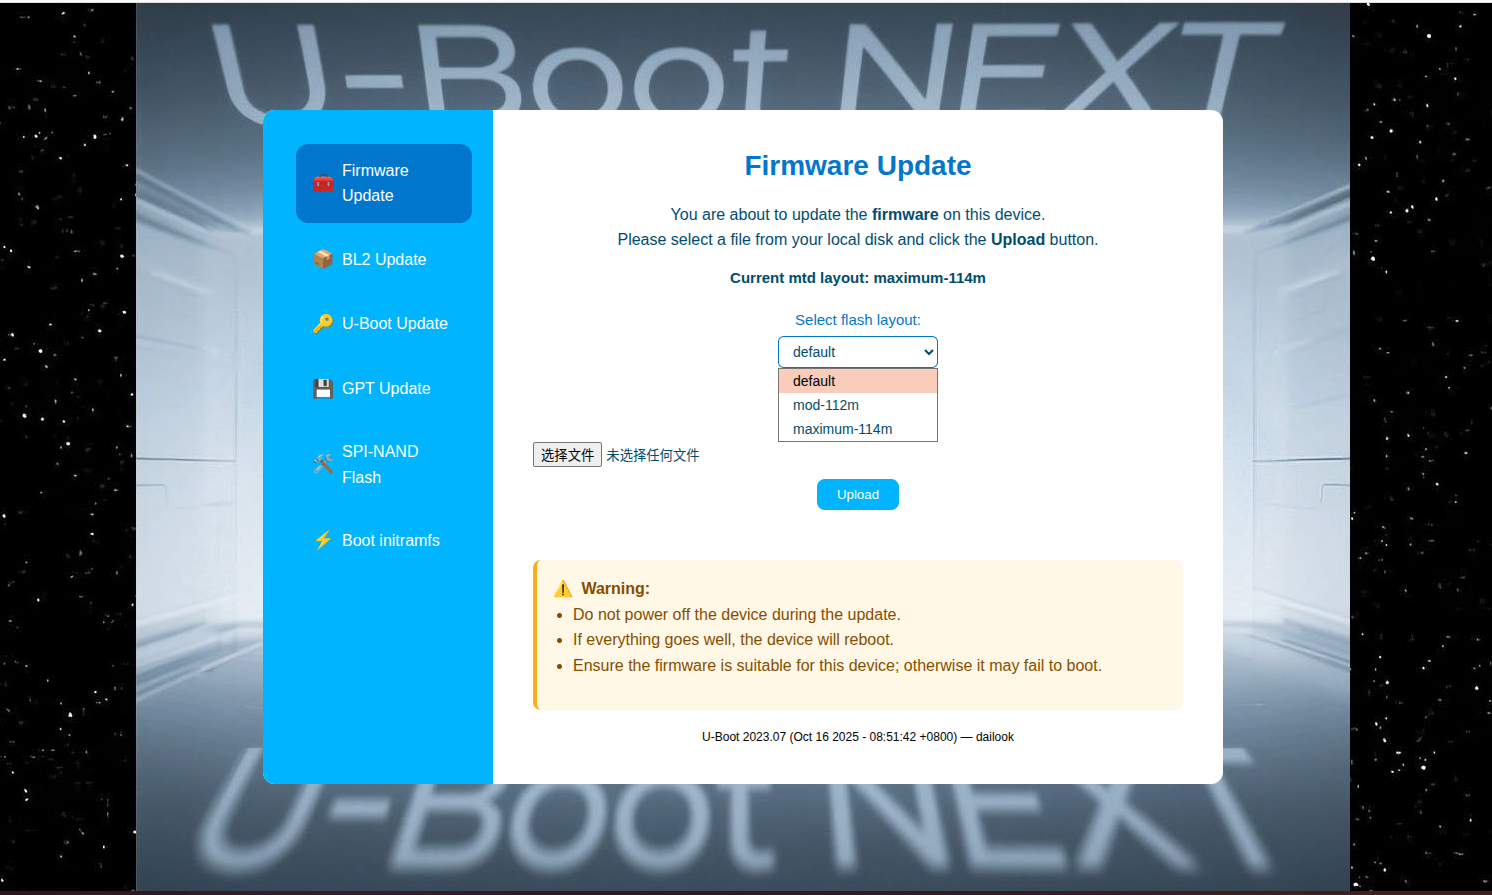 U-Boot NEXT
Firmware
Update
BL2 Update
U-Boot Update
GPT Update
SPI-NAND
Flash
Boot initramfs
Firmware Update
You are about to update the firmware on this device.
Please select a file from your local disk and click the Upload button.
Current mtd layout: maximum-114m
Select flash layout:
default
default
mod-112m
maximum-114m
选择文件 未选择任何文件
Upload
⚠️ Warning:
• Do not power off the device during the update.
• If everything goes well, the device will reboot.
• Ensure the firmware is suitable for this device; otherwise it may fail to boot.
U-Boot 2023.07 (Oct 16 2025 - 08:51:42 +0800) — dailook
U-Boot NEXT